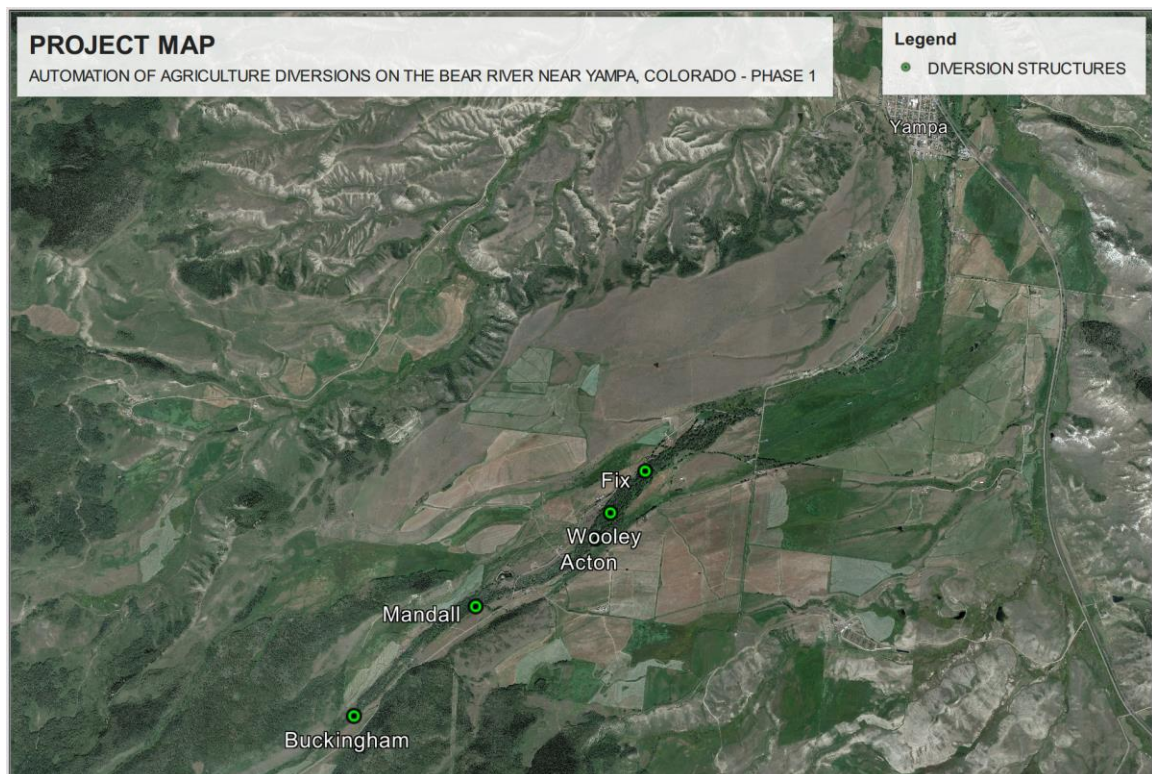 PROJECT MAP
AUTOMATION OF AGRICULTURE DIVERSIONS ON THE BEAR RIVER NEAR YAMPA, COLORADO - PHASE 1
Legend
DIVERSION STRUCTURES
Yampa
Fix
Wooley
Acton
Mandall
Buckingham